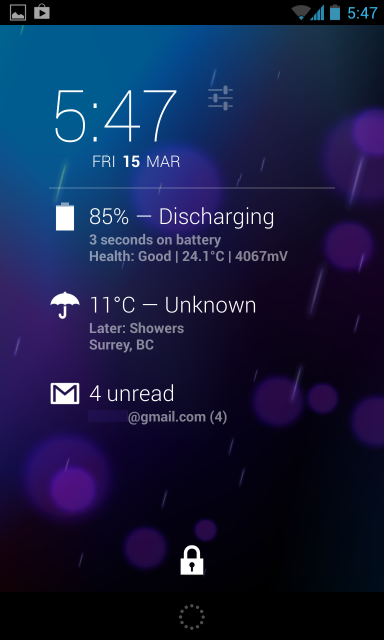 5:47
5:47
FRI 15 MAR
85% — Discharging
3 seconds on battery
Health: Good | 24.1°C | 4067mV
11°C — Unknown
Later: Showers
Surrey, BC
4 unread
@gmail.com (4)